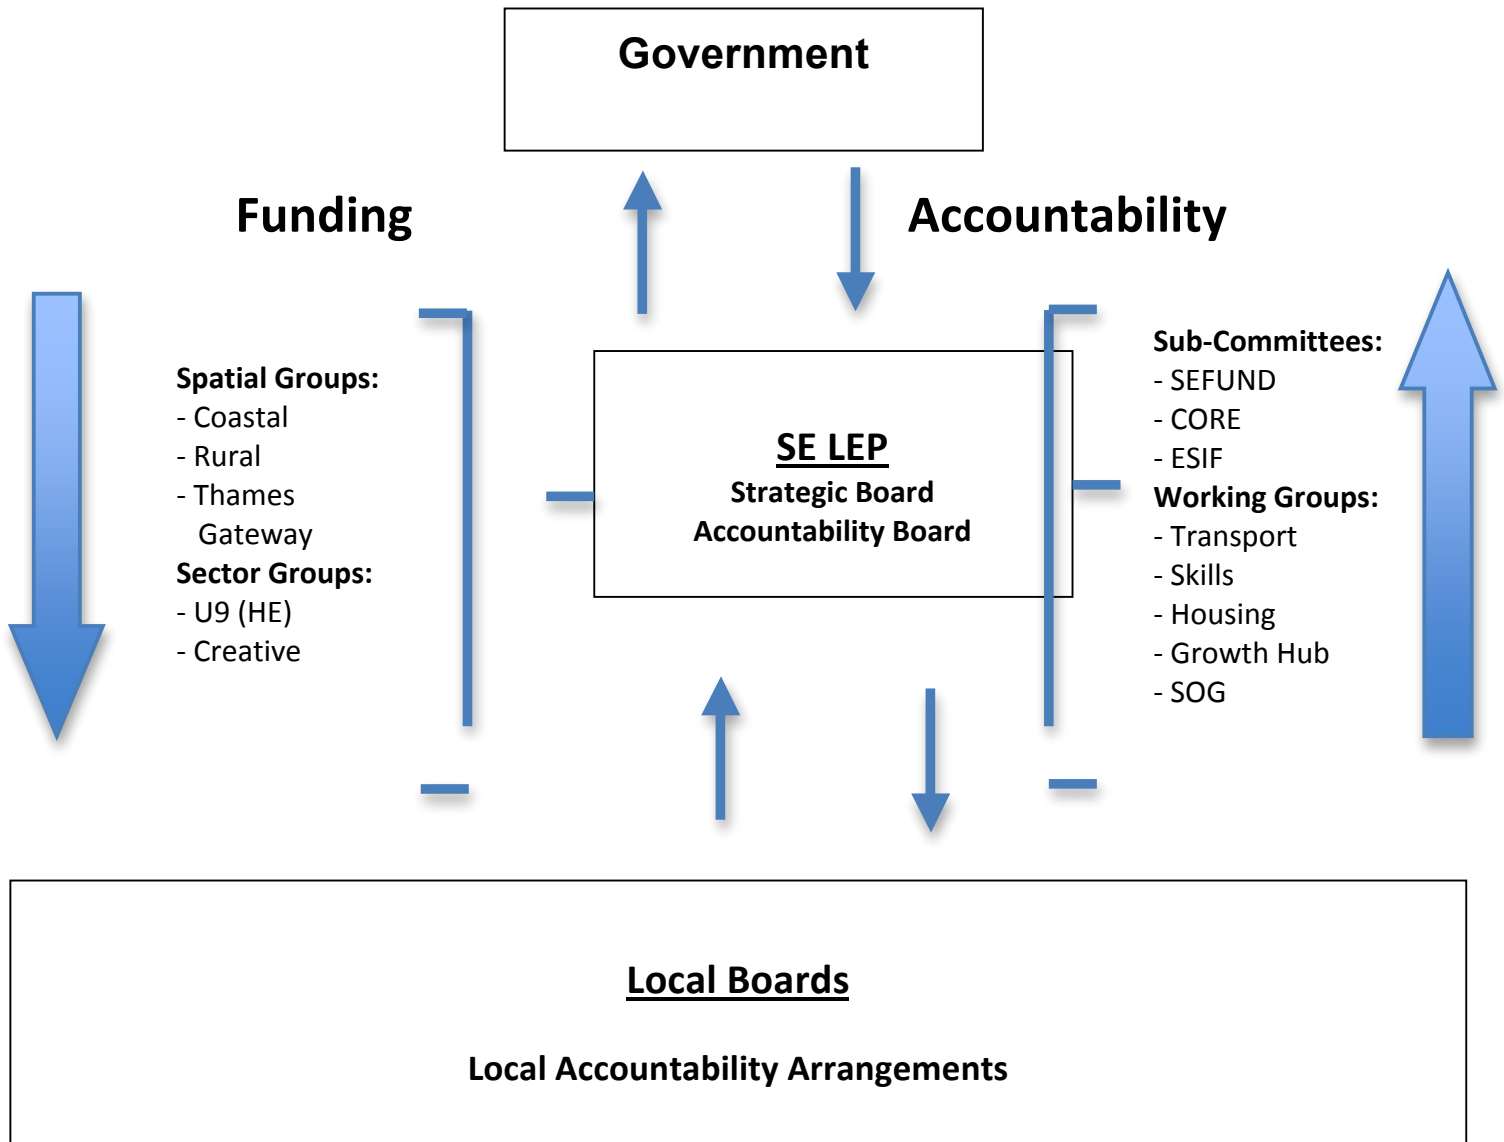 Government
Funding
Accountability
Spatial Groups:
- Coastal
- Rural
- Thames
Gateway
Sector Groups:
- U9 (HE)
- Creative
SE LEP
Strategic Board
Accountability Board
Sub-Committees:
- SEFUND
- CORE
- ESIF
Working Groups:
- Transport
- Skills
- Housing
- Growth Hub
- SOG
Local Boards
Local Accountability Arrangements